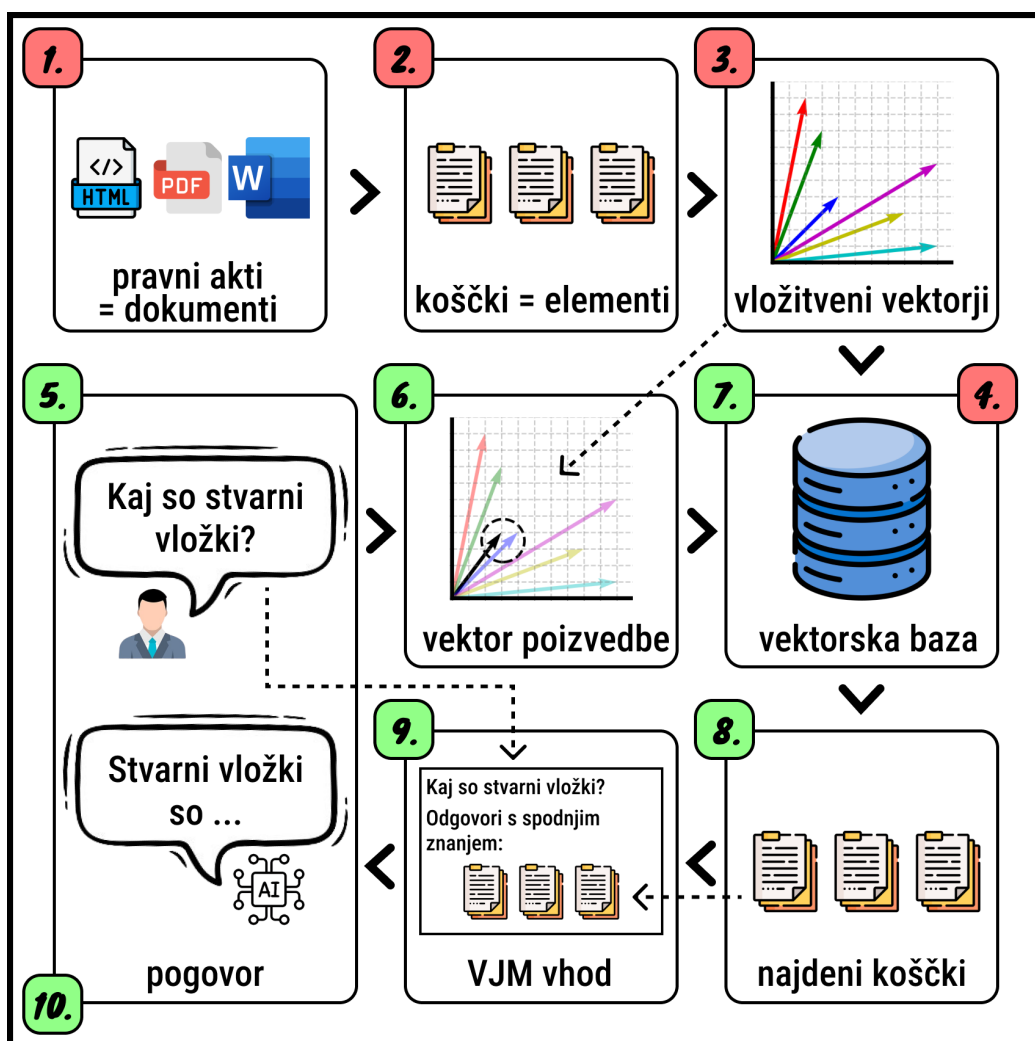 1.
HTML
PDF
W
pravni akti
= dokumenti
2.
koščki = elementi
3.
vložitveni vektorji
5.
Kaj so stvarni
vložki?
Stvarni vložki
so ...
AI
pogovor
10.
6.
vektor poizvedbe
7.
4.
vektorska baza
9.
Kaj so stvarni vložki?
Odgovori s spodnjim
znanjem:
VJM vhod
8.
najdeni koščki